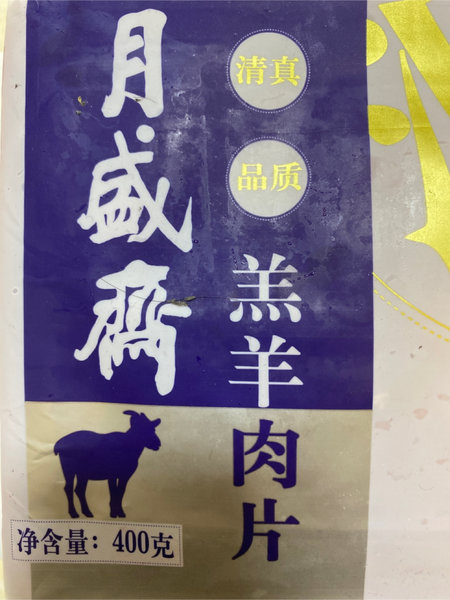 月盛斋
清真
品质
羔羊肉片
净含量：400克